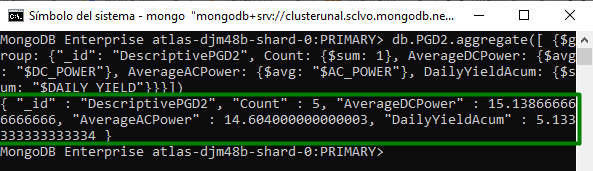 Símbolo del sistema - mongo "mongodb+srv://clusterunal.sclvo.mongodb.ne...
MongoDB Enterprise atlas-djm48b-shard-0:PRIMARY> db.PGD2.aggregate([ {$g
roup: {"_id": "DescriptivePGD2", Count: {$sum: 1}, AverageDCPower: {$avg
: "$DC_POWER"}, AverageACPower: {$avg: "$AC_POWER"}, DailyYieldAcum: {$s
um: "$DAILY_YIELD"}}}])
{ "_id" : "DescriptivePGD2", "Count" : 5, "AverageDCPower" : 15.13866666
6666666, "AverageACPower" : 14.604000000000003, "DailyYieldAcum" : 5.133
333333333334 }
MongoDB Enterprise atlas-djm48b-shard-0:PRIMARY>